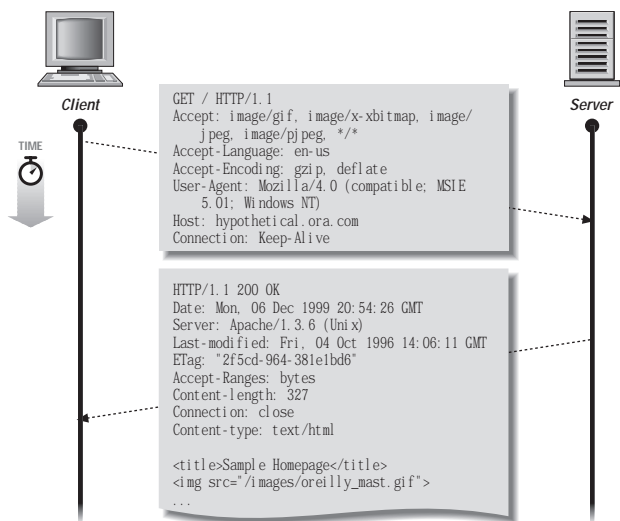 Client
Server
TIME
GET / HTTP/1.1
Accept: image/gif, image/x-xbitmap, image/
jpeg, image/pjpeg, */*
Accept-Language: en-us
Accept-Encoding: gzip, deflate
User-Agent: Mozilla/4.0 (compatible; MSIE
5.01; Windows NT)
Host: hypothetical.ora.com
Connection: Keep-Alive
HTTP/1.1 200 OK
Date: Mon, 06 Dec 1999 20:54:26 GMT
Server: Apache/1.3.6 (Unix)
Last-modified: Fri, 04 Oct 1996 14:06:11 GMT
ETag: "2f5cd-964-381e1bd6"
Accept-Ranges: bytes
Content-length: 327
Connection: close
Content-type: text/html
<title>Sample Homepage</title>
<img src="/images/oreilly_mast.gif">
...